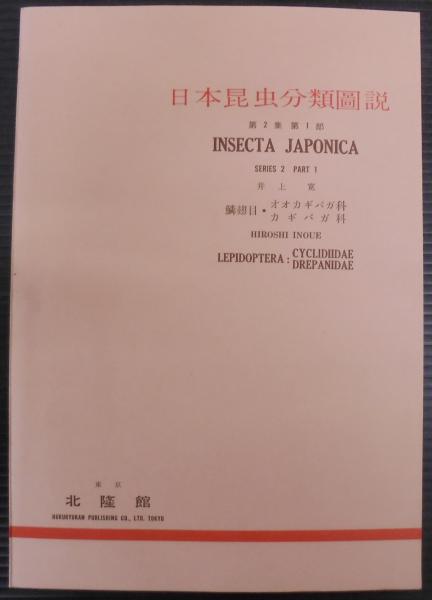 日本昆虫分類圖説
第2集第1部
INSECTA JAPONICA
SERIES 2 PART 1
井上 寛
鱗翅目・オオカギバガ科
カギバガ科
HIROSHI INOUE
LEPIDOPTERA: CYCLIDIIDAE
DREPANIDAE
東京
北隆館
HOKURYUKAN PUBLISHING CO., LTD. TOKYO